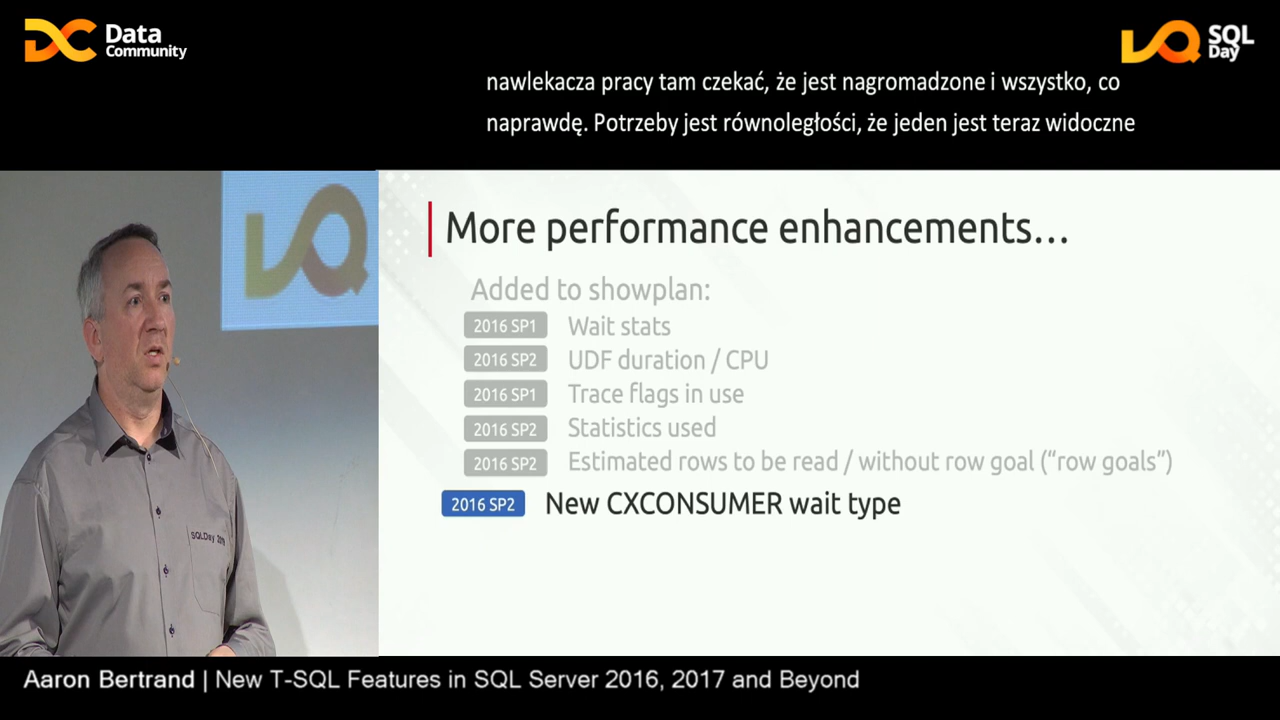 Data
Community
SQL
Day
nawlekacza pracy tam czekać, że jest nagromadzone i wszystko, co
naprawdę. Potrzeby jest równoległości, że jeden jest teraz widoczne
More performance enhancements...
Added to showplan:
2016 SP1 Wait stats
2016 SP2 UDF duration / CPU
2016 SP1 Trace flags in use
2016 SP2 Statistics used
2016 SP2 Estimated rows to be read / without row goal (“row goals”)
2016 SP2 New CXCONSUMER wait type
SQLDay 2019
Aaron Bertrand | New T-SQL Features in SQL Server 2016, 2017 and Beyond